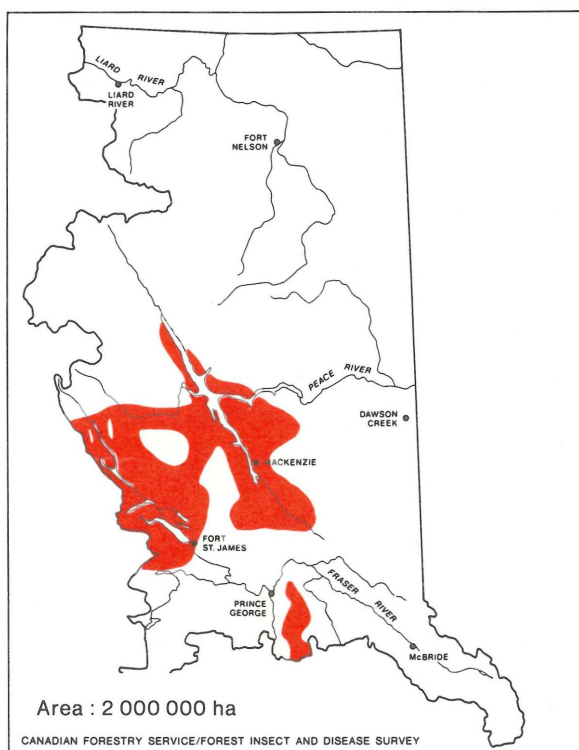 LIARD RIVER
LIARD
RIVER
FORT
NELSON
PEACE RIVER
DAWSON
CREEK
MACKENZIE
FORT
ST. JAMES
PRINCE
GEORGE
FRASER RIVER
McBRIDE
Area : 2 000 000 ha
CANADIAN FORESTRY SERVICE/FOREST INSECT AND DISEASE SURVEY